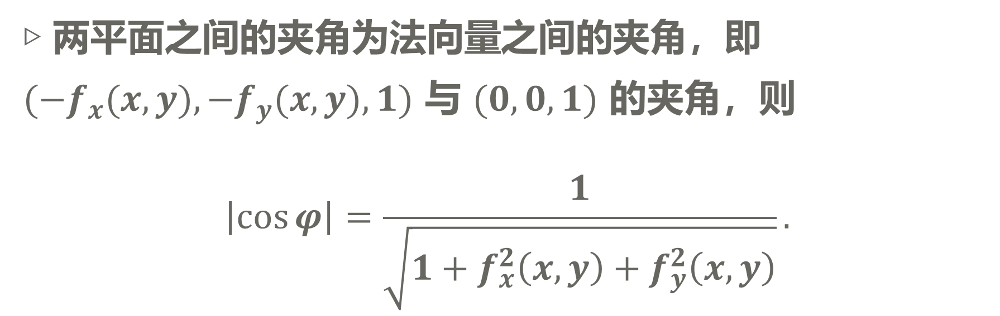 ▷ 两平面之间的夹角为法向量之间的夹角，即
(−fₓ(x, y), −f_y(x, y), 1) 与 (0, 0, 1) 的夹角，则
|cos φ| = 1 / √(1 + f_x^2(x, y) + f_y^2(x, y)).